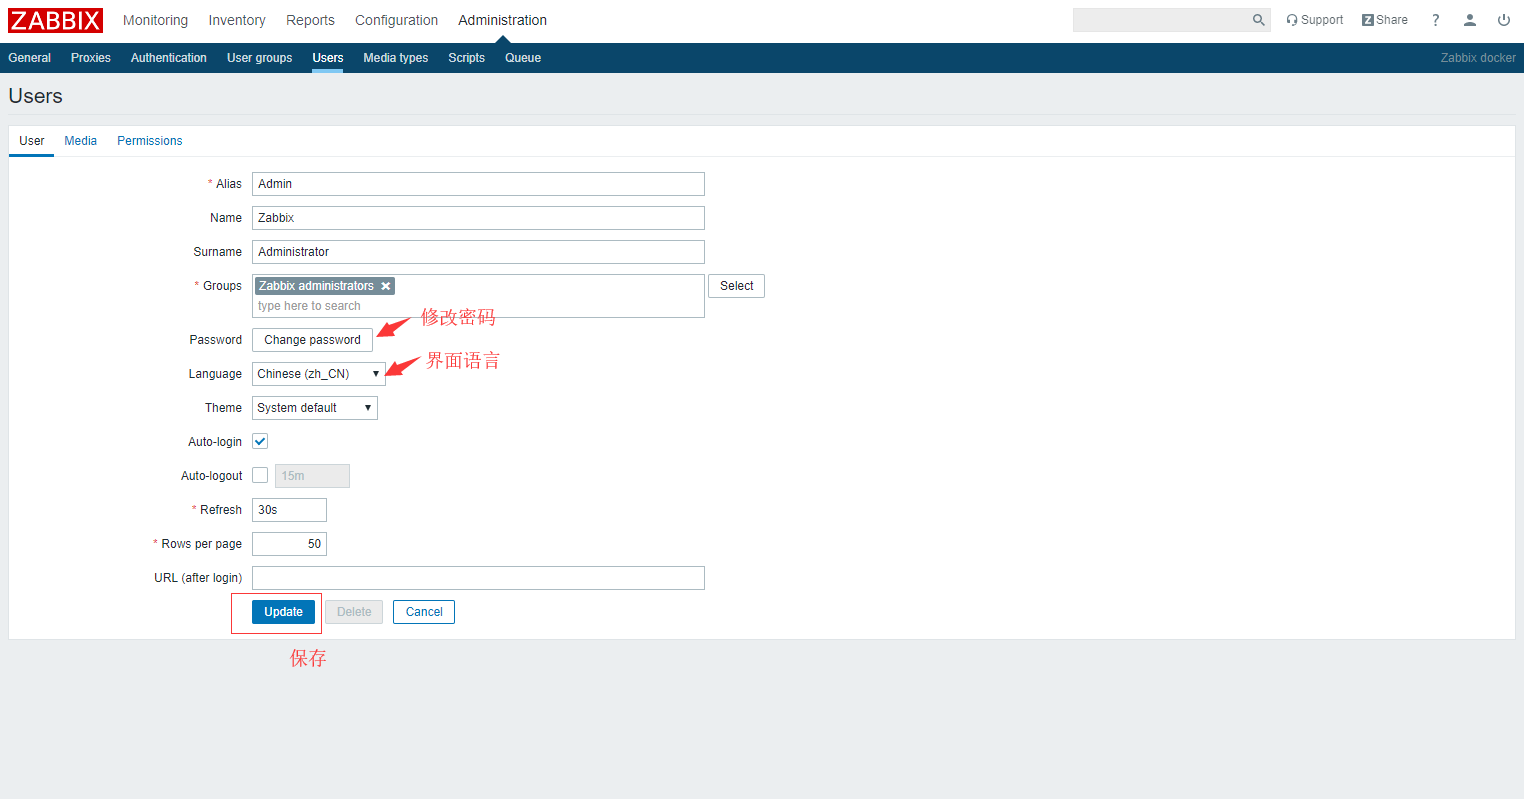 ZABBIX Monitoring Inventory Reports Configuration Administration Support Z Share ?
General Proxies Authentication User groups Users Media types Scripts Queue Zabbix docker
Users
User Media Permissions
* Alias Admin
Name Zabbix
Surname Administrator
* Groups Zabbix administrators Select
type here to search
修改密码
Password Change password
界面语言
Language Chinese (zh_CN)
Theme System default
Auto-login
Auto-logout 15m
* Refresh 30s
* Rows per page 50
URL (after login)
Update Delete Cancel
保存